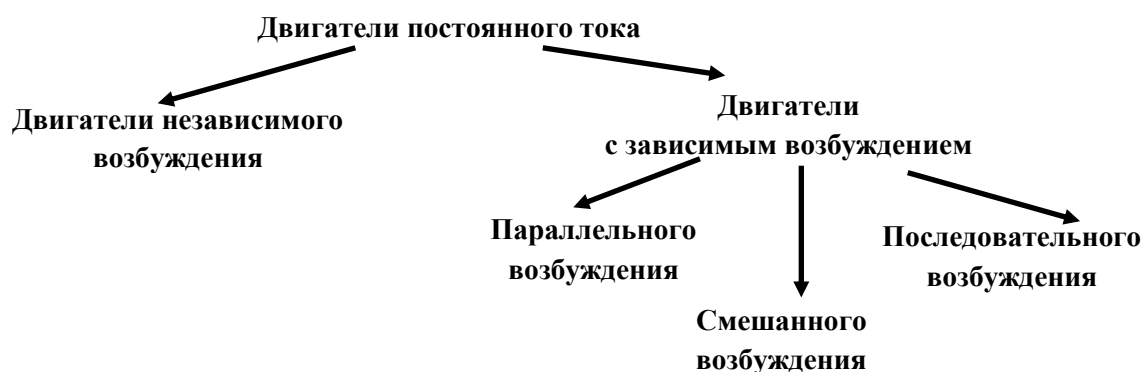 Двигатели постоянного тока
Двигатели независимого
возбуждения
Двигатели
с зависимым возбуждением
Параллельного
возбуждения
Последовательного
возбуждения
Смешанного
возбуждения